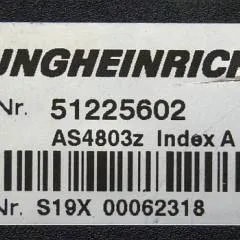 UNGHEINRICH
Nr. 51225602
AS4803z Index A
Nr. S19X 00062318